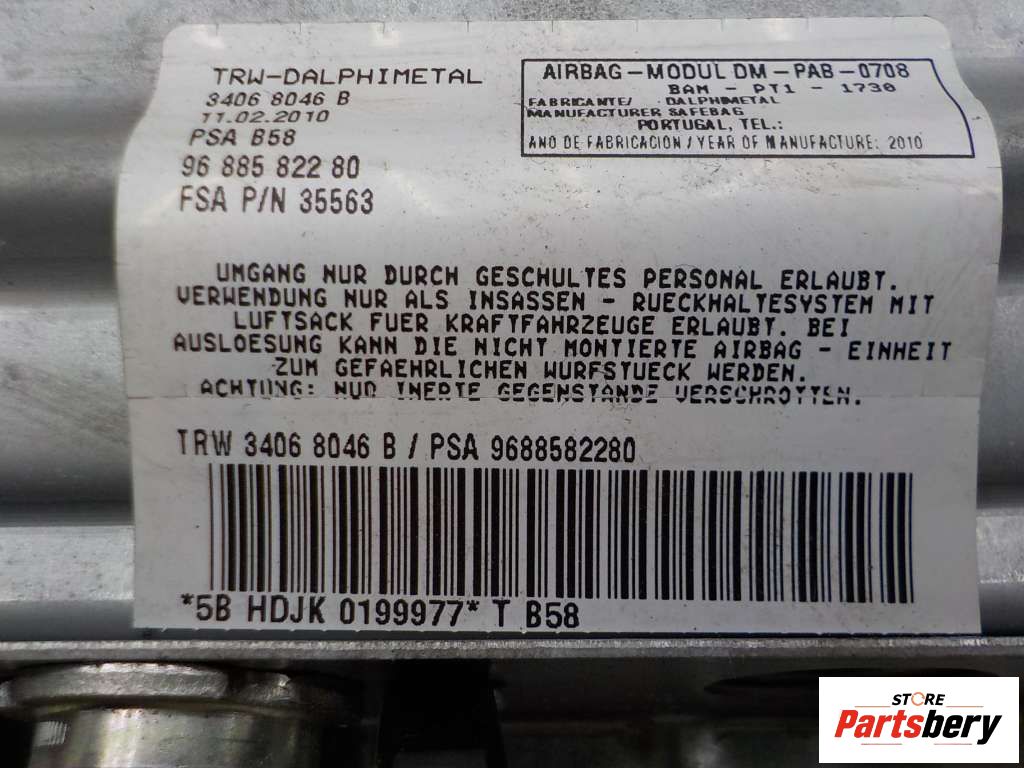 TRW-DALPHIMETAL
3406 8046 B
11.02.2010
PSA B58
96 885 822 80
FSA P/N 35563
AIRBAG-MODUL DM-PAB-0708
BAM - PT1 - 1730
FABRICANTE/ DALPHIMETAL
MANUFACTURER SAFEBAG
PORTUGAL, TEL.:
ANO DE FABRICACION/YEAR OF MANUFACTURE: 2010
UMGANG NUR DURCH GESCHULTES PERSONAL ERLAUBT.
VERWENDUNG NUR ALS INSASSEN - RUECKHALTESYSTEM MIT
LUFTSACK FUER KRAFTFAHRZEUGE ERLAUBT. BEI
AUSLOESUNG KANN DIE NICHT MONTIERTE AIRBAG - EINHEIT
ZUM GEFAEHRLICHEN WURFSTUECK WERDEN.
ACHTUNG: NUR INERTE GEGENSTANDE VERSCHROTTEN.
TRW 3406 8046 B / PSA 9688582280
*5B HDJK 0199977* T B58
STORE
Partsbery